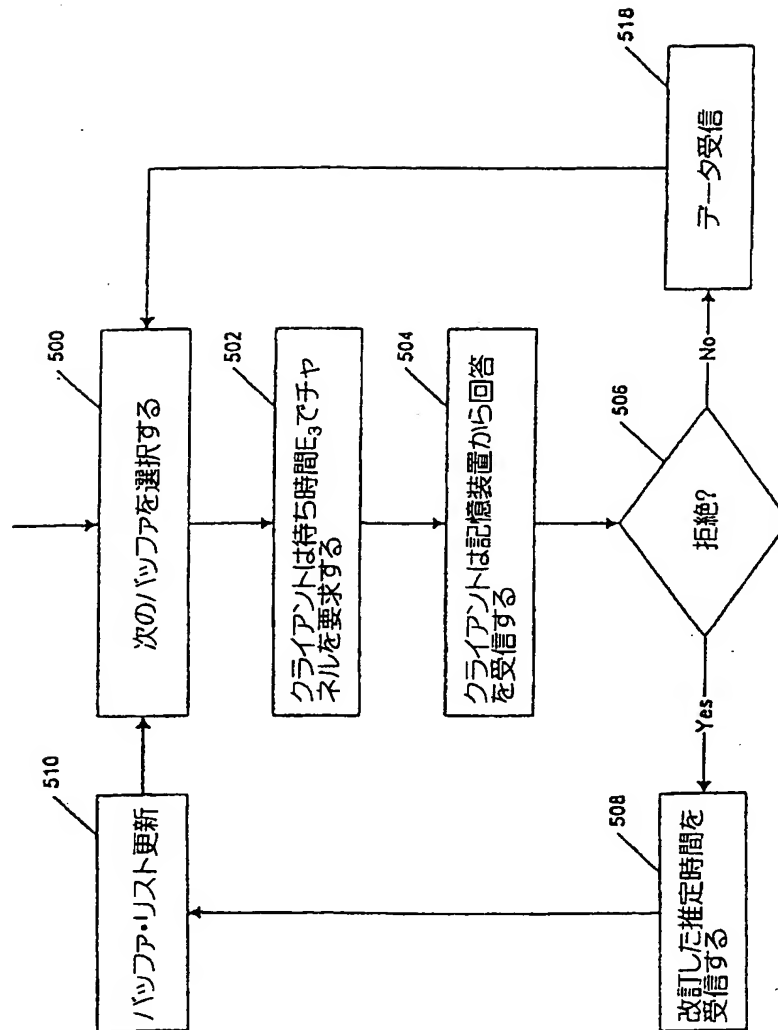 500
次のバッファを選択する
502
クライアントは待ち時間E₃でチャ
ネルを要求する
504
クライアントは記憶装置から回答
を受信する
506
拒絶?
Yes
No
508
改訂した推定時間を
受信する
510
バッファ・リスト更新
518
データ受信